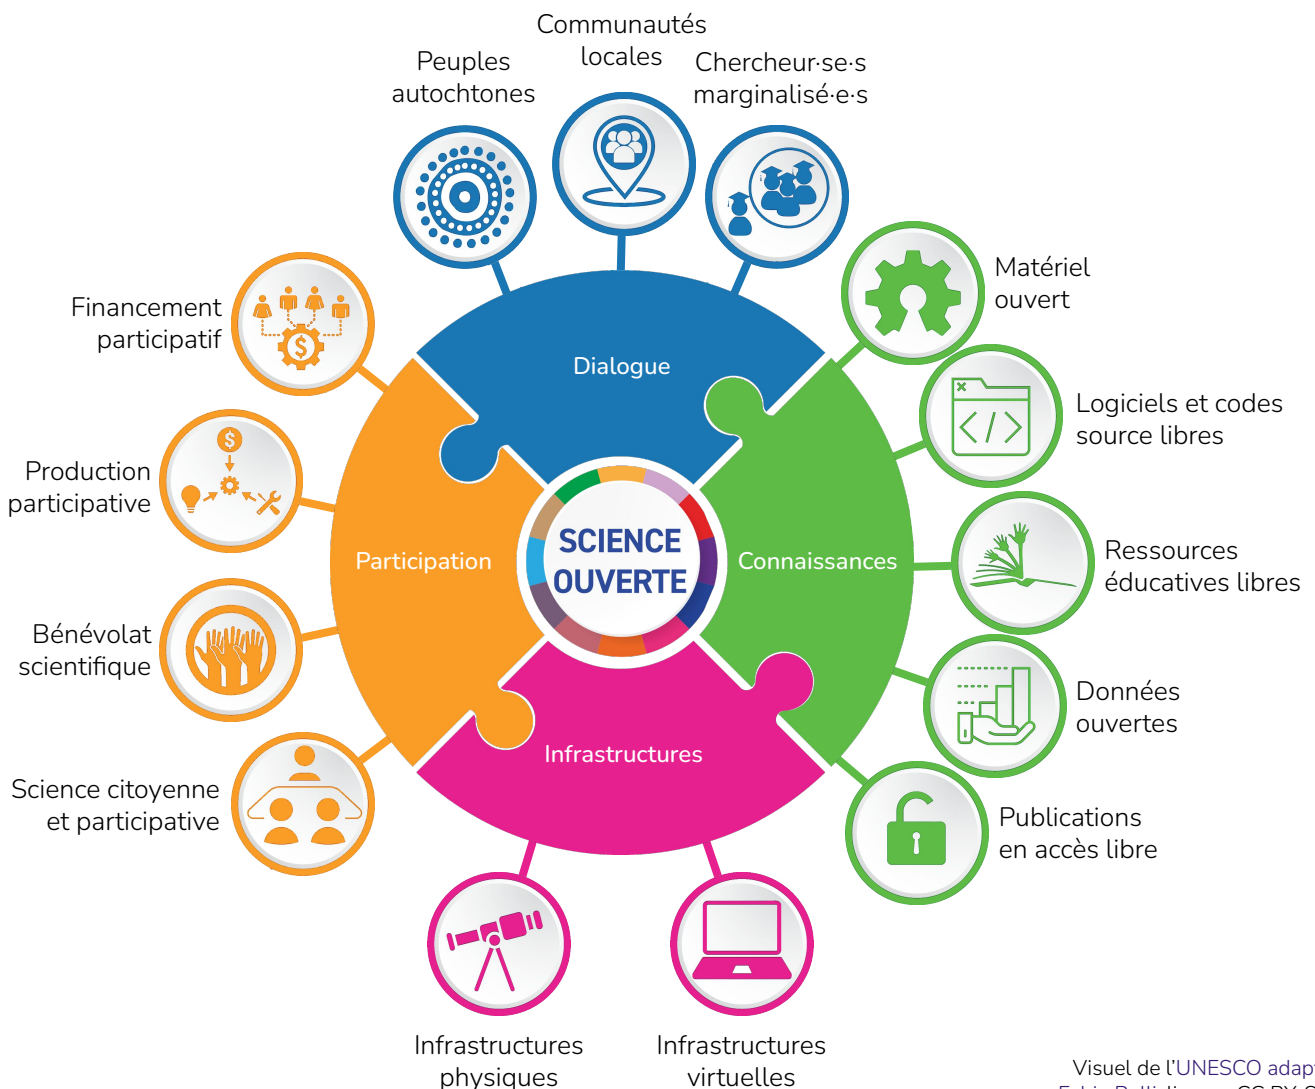 Communautés
locales
Peuples
autochtones
Chercheur·se·s
marginalisé·e·s
Matériel
ouvert
Financement
participatif
Dialogue
Logiciels et codes
source libres
Production
participative
Participation
SCIENCE
OUVERTE
Connaissances
Ressources
éducatives libres
Bénévolat
scientifique
Données
ouvertes
Infrastructures
Science citoyenne
et participative
Publications
en accès libre
Infrastructures
physiques
Infrastructures
virtuelles
Visuel de l'UNESCO adap